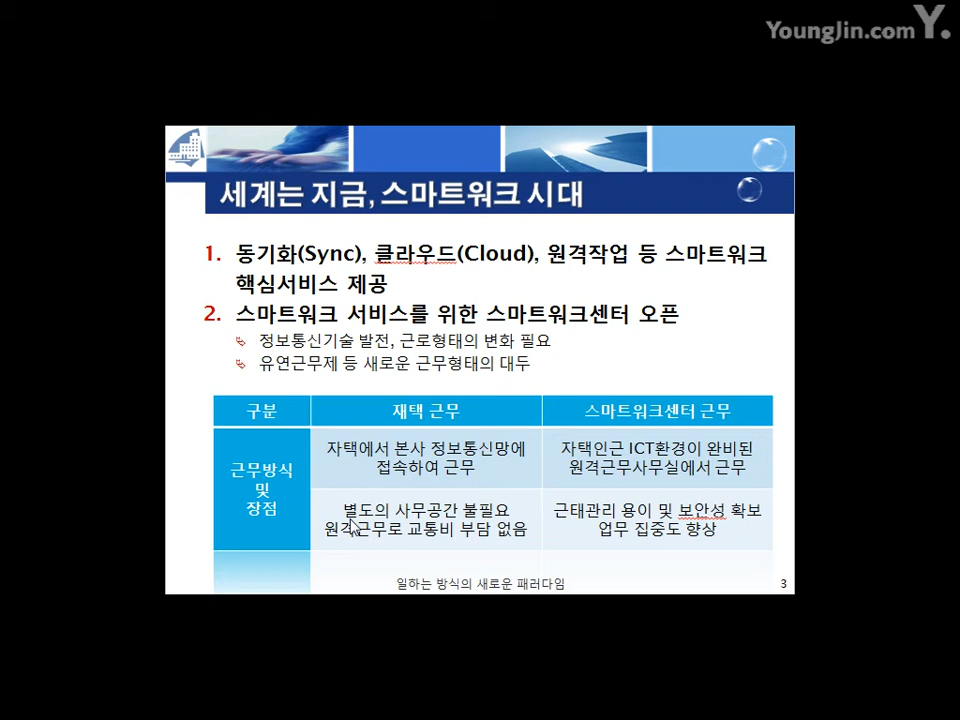 YoungJin.com Y.
세계는 지금, 스마트워크 시대
1. 동기화(Sync), 클라우드(Cloud), 원격작업 등 스마트워크
핵심서비스 제공
2. 스마트워크 서비스를 위한 스마트워크센터 오픈
정보통신기술 발전, 근로형태의 변화 필요
유연근무제 등 새로운 근무형태의 대두
구분 재택 근무 스마트워크센터 근무
근무방식
및
장점
자택에서 본사 정보통신망에
접속하여 근무
자택인근 ICT환경이 완비된
원격근무사무실에서 근무
별도의 사무공간 불필요
원격근무로 교통비 부담 없음
근태관리 용이 및 보안성 확보
업무 집중도 향상
일하는 방식의 새로운 패러다임
3